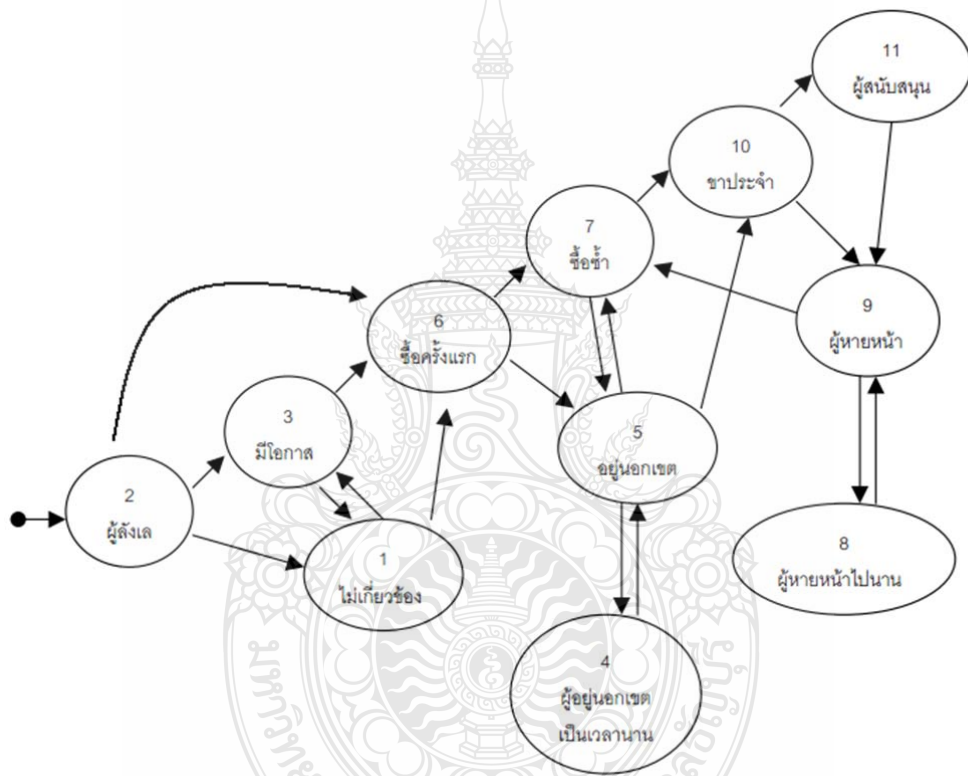 11
ผู้สนับสนุน
10
ขาประจำ
7
ซื้อซ้ำ
9
ผู้หายหน้า
6
ซื้อครั้งแรก
3
มีโอกาส
5
อยู่นอกเขต
2
ผู้ลังเล
1
ไม่เกี่ยวข้อง
8
ผู้หายหน้าไปนาน
4
ผู้อยู่นอกเขต
เป็นเวลานาน